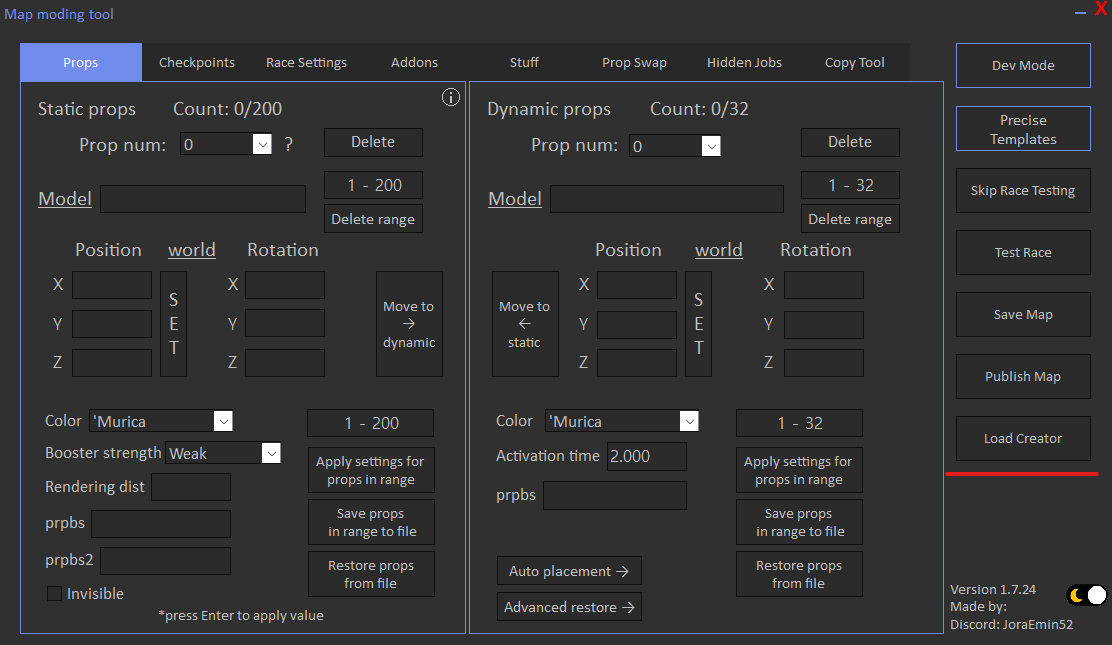 Map moding tool
X
Props
Checkpoints
Race Settings
Addons
Stuff
Prop Swap
Hidden Jobs
Copy Tool
Static props
Count: 0/200
i
Prop num:
0
?
Delete
Model
1 - 200
Delete range
Position
world
Rotation
X
X
Y
Y
Z
Z
S
E
T
Move to
→
dynamic
Color
'Murica
1 - 200
Booster strength
Weak
Apply settings for
props in range
Rendering dist
prpbs
Save props
in range to file
prpbs2
Restore props
from file
Invisible
*press Enter to apply value
Dynamic props
Count: 0/32
Prop num:
0
Delete
Model
1 - 32
Delete range
Position
world
Rotation
Move to
←
static
X
X
Y
Y
Z
Z
S
E
T
Color
'Murica
1 - 32
Activation time
2.000
Apply settings for
props in range
prpbs
Save props
in range to file
Restore props
from file
Auto placement →
Advanced restore →
Dev Mode
Precise
Templates
Skip Race Testing
Test Race
Save Map
Publish Map
Load Creator
Version 1.7.24
Made by:
Discord: JoraEmin52